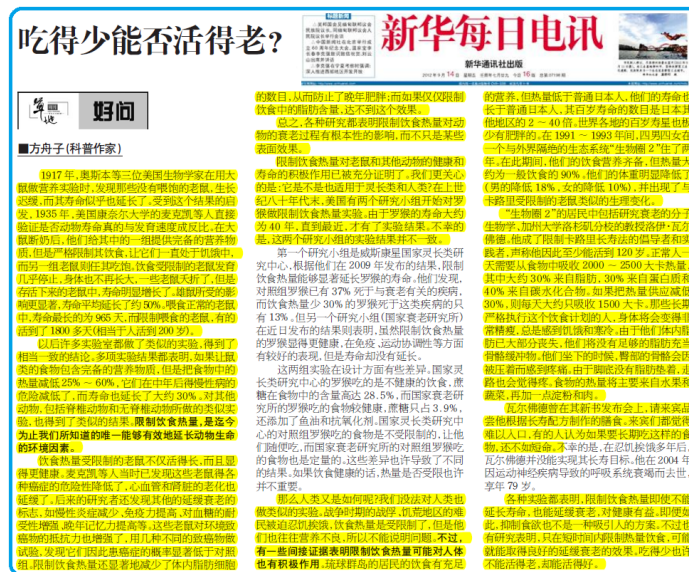 吃得少能否活得老?
新华每日电讯
新华通讯社出版
好问
■方舟子(科普作家)
1917年,奥斯本等三位美国生物学家在用大
鼠做营养实验时,发现那些没有喂饱的老鼠,生长
迟缓,而其寿命似乎也延长了。受到这个结果的启
发,1935年,美国康奈尔大学的麦克凯等人直接
验证是否动物寿命真的与发育速度成反比。在大
鼠断奶后,他们给其中的一组提供完备的营养物
质,但是严格限制其饮食,让它们一直处于饥饿中,
而另一组老鼠则任其吃饱。饮食受限制的老鼠发育
几乎停止,身体也不再长大,一些老鼠夭折了,但是
存活下来的老鼠中,寿命明显增长了。雄鼠所受的影
响更显著,寿命平均延长了约50%。喂食正常的老鼠
中,寿命最长的为965天,而限制喂食的老鼠,有的
活到了1800多天(相当于人活到200岁)。
以后许多实验室都做了类似的实验,得到了
相当一致的结论。多项实验结果都表明,如果让鼠
类的食物包含完备的营养物质,但是把食物中的
热量减低25%~60%,它们在中年后得慢性病的
危险减低了,而寿命也延长了大约30%。对其他
动物,包括脊椎动物和无脊椎动物所做的类似实
验,也得到了类似的结果。限制饮食热量,是迄今
为止我们所知道的唯一能够有效地延长动物生命
的环境因素。
饮食热量受限制的老鼠不仅活得长,而且显
得更健康。麦克凯等人当时已发现这些老鼠得各
种癌症的危险性降低了,心血管和肾脏的老化也
延缓了。后来的研究者还发现其他的延缓衰老的
标志,如慢性炎症减少,免疫力提高,对血糖的耐
受性增强,晚年记忆力提高等,这些老鼠对环境致
癌物的抵抗力也增强了,用几种不同的致癌物做
试验,发现它们因此患癌症的概率显著低于对照
组。限制饮食热量还显著地减少了体内脂肪细胞
的数目,从而防止了晚年肥胖;而如果仅仅限制
饮食中的脂肪含量,达不到这个效果。
总之,各种研究都表明限制饮食热量对动
物的衰老过程有根本性的影响,而不只是某些
表面效果。
限制饮食热量对老鼠和其他动物的健康和
寿命的积极作用已被充分证明了。我们更关心
的是:它是不是也适用于灵长类和人类?在上世
纪八十年代末,美国有两个研究小组开始对罗
猴做限制饮食热量实验。由于罗猴的寿命大约
为40年,直到最近,才有了实验结果。不幸的
是,这两个研究小组的实验结果并不一致。
第一个研究小组是威斯康星国家灵长类研
究中心,根据他们在2009年发布的结果,限制
饮食热量能够显著延长罗猴的寿命。他们发现,
对照组罗猴已有37%死于与衰老有关的疾病,
而饮食热量少30%的罗猴死于这类疾病的只
有13%。但另一个研究小组(国家衰老研究所)
在近日发布的结果则表明,虽然限制饮食热量
的罗猴显得更健康,在免疫、运动协调性等方面
有较好的表现,但是寿命却没有延长。
这两组实验在设计方面有些差异。国家灵
长类研究中心的罗猴吃的是不健康的饮食,蔗
糖在食物中的含量高达28.5%,而国家衰老研
究所的罗猴吃的食物较健康,蔗糖只占3.9%,
还添加了鱼油和抗氧化剂。国家灵长类研究中
心的对照组罗猴吃的食物是不受限制的,让他
们随便吃,而国家衰老研究所的对照组罗猴吃
的食物也是定量的,这些差异也许导致了不同
的结果。如果饮食健康的话,热量是否受限也许
并不重要。
那么人类又是如何呢?我们没法对人类也
做类似的实验。战争时期的战俘、饥荒地区的难
民被迫忍饥挨饿,饮食热量是受限制了,但是他
们也往往营养不良,所以不能说明问题。不过,
有一些间接证据表明限制饮食热量可能对人体
也有积极作用。琉球群岛的居民的饮食有充足
的营养,但热量低于普通日本人,他们的寿命也
长于普通日本人,其百岁寿命的数目是日本其
他地区的2~40倍。世界各地的百岁寿星也极
少有肥胖的。在1991~1993年间,四男四女在
一个与外界隔绝的生态系统“生物圈2”住了两
年,在此期间,他们的饮食营养齐备,但热量大
约为一般饮食的90%,他们的体重明显降低了
(男的降低18%,女的降低10%),并出现了与
卡路里受限制的老鼠类似的生理变化。
“生物圈2”的居民中包括研究衰老的分子
生物学、加州大学洛杉矶分校的教授洛伊·瓦尔
佛德。他成了限制卡路里长寿法的倡导者和实
践者,声称他因此至少能活到120岁。正常人一
天需要从食物中吸收2000~2500大卡热量,
其中大约30%来自脂肪,30%来自蛋白质和
40%来自碳水化合物。如果把热量供应减低
30%,则每天大约只吸收1500大卡。那些长期
严格执行这个饮食计划的人,身体将会变得非
常精瘦,总是感到饥饿和寒冷。由于他们体内脂
肪已大部分丧失,他们将没有足够的脂肪充当
骨骼缓冲物。他们坐下的时候,臀部的骨骼会因
被压着而感到疼痛。由于脚底没有脂肪垫着,走
路也会觉得疼。食物的热量将主要来自水果和
蔬菜,再加一点淀粉和肉。
瓦尔佛德曾在其新书发布会上,请来宾品
尝他根据长寿配方制作的膳食。来宾们都觉得
难以入口,有的人认为如果要长期吃这样的食
物,还不如短命。不幸的是,在忍饥挨饿多年后,
瓦尔佛德并没能实现其长寿目标。他在2004年
因运动神经疾病导致的呼吸系统衰竭而去世,
享年79岁。
各种实验都表明,限制饮食热量即使不能
延长寿命,也能延缓衰老,对健康有益。即便如
此,抑制食欲也不是一种吸引人的方案。不过也
有研究表明,只在短时间内限制热量饮食,可能
就能取得良好的延缓衰老的效果。吃得少也许
不能活得老,却能活得好。